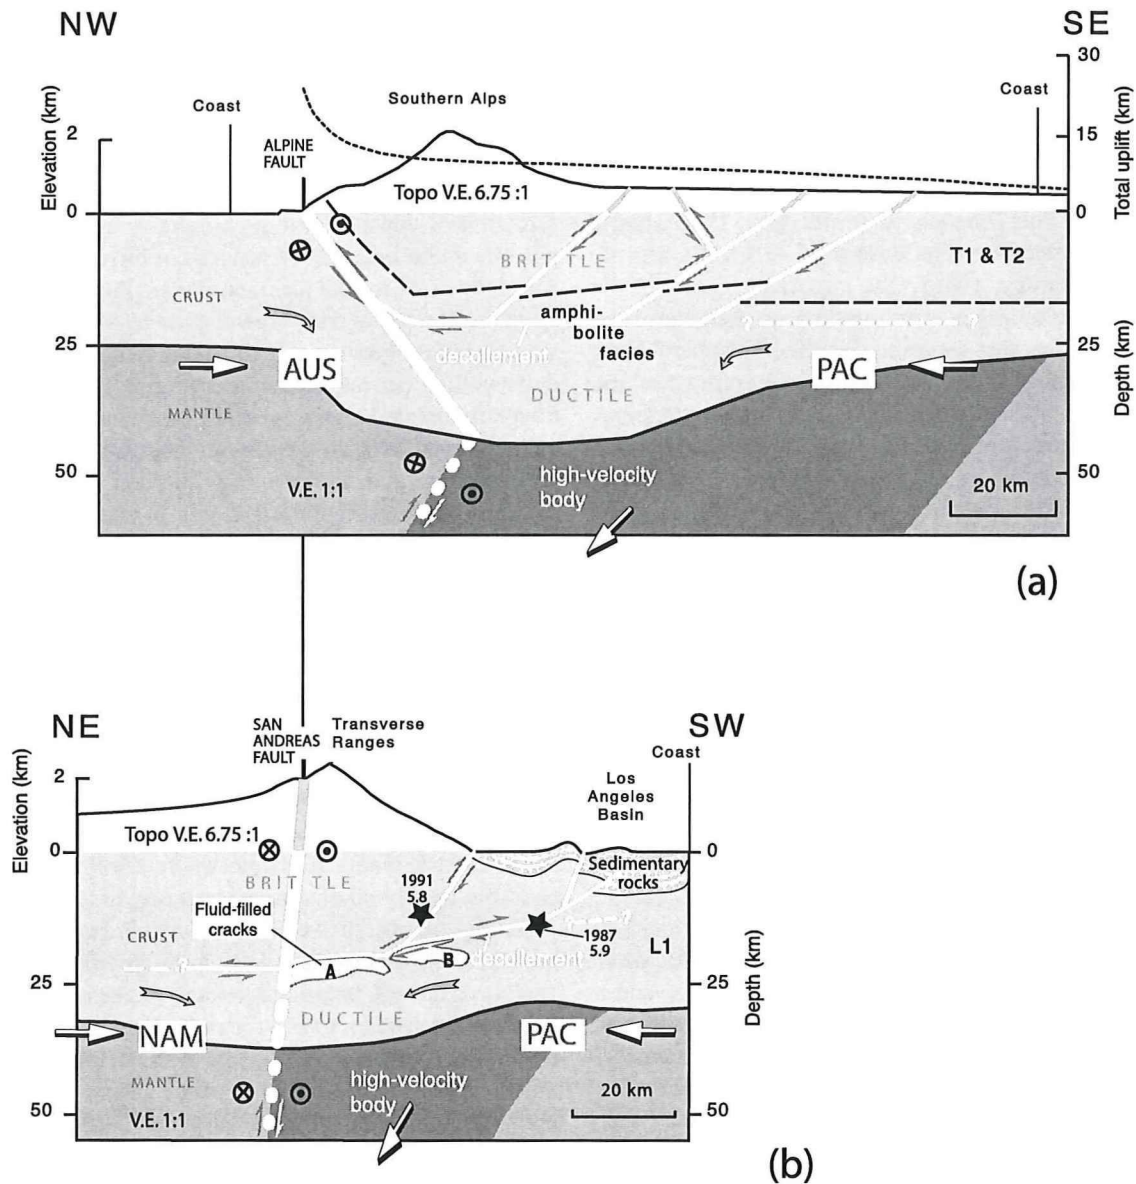 NW
SE
Elevation (km)
2
0
25
50
Coast
ALPINE
FAULT
Southern Alps
Coast
30
15
0
25
50
Total uplift (km)
Depth (km)
Topo V.E. 6.75 :1
BRITTLE
T1 & T2
CRUST
amphi-
bolite
facies
decollement
?
?
AUS
PAC
DUCTILE
MANTLE
high-velocity
body
V.E. 1:1
20 km
(a)
NE
SW
SAN
ANDREAS
FAULT
Transverse
Ranges
Coast
Los
Angeles
Basin
Elevation (km)
2
0
25
50
0
25
50
Depth (km)
Topo V.E. 6.75 :1
Sedimentary
rocks
BRITTLE
1991
5.8
Fluid-filled
cracks
1987
5.9
?
CRUST
?
A
B
decollement
L1
DUCTILE
NAM
PAC
MANTLE
high-velocity
body
V.E. 1:1
20 km
(b)